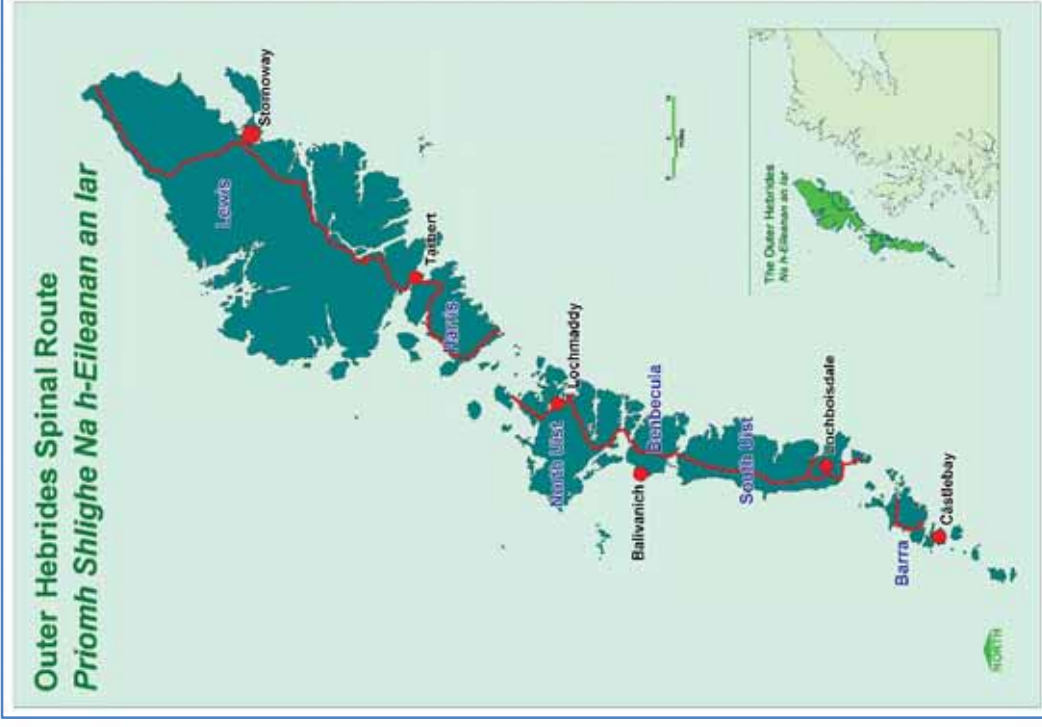 Outer Hebrides Spinal Route
Priomh Shlighe Na h-Eileanan an Iar
Stornoway
Lewis
Tarbert
Harris
Lochmaddy
North Uist
Benbecula
Balivanich
South Uist
Lochboisdale
Castlebay
Barra
The Outer Hebrides
Na h-Eileanan an Iar
miles
NORTH